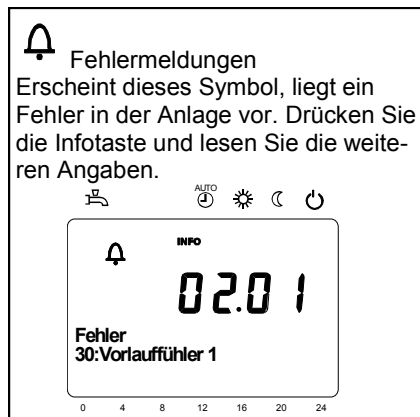 Fehlermeldungen
Erscheint dieses Symbol, liegt ein
Fehler in der Anlage vor. Drücken Sie
die Infotaste und lesen Sie die weite-
ren Angaben.
AUTO
INFO
02.01
Fehler
30:Vorlauffühler 1
0 4 8 12 16 20 24